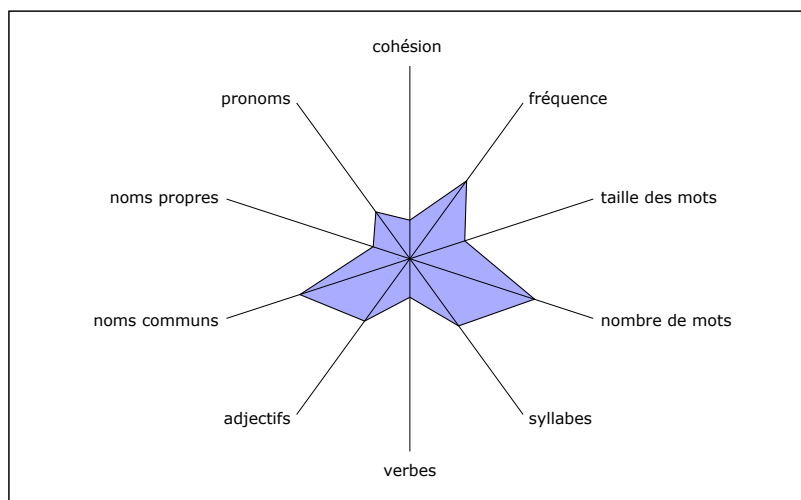 cohésion
pronoms
fréquence
noms propres
taille des mots
noms communs
nombre de mots
adjectifs
syllabes
verbes